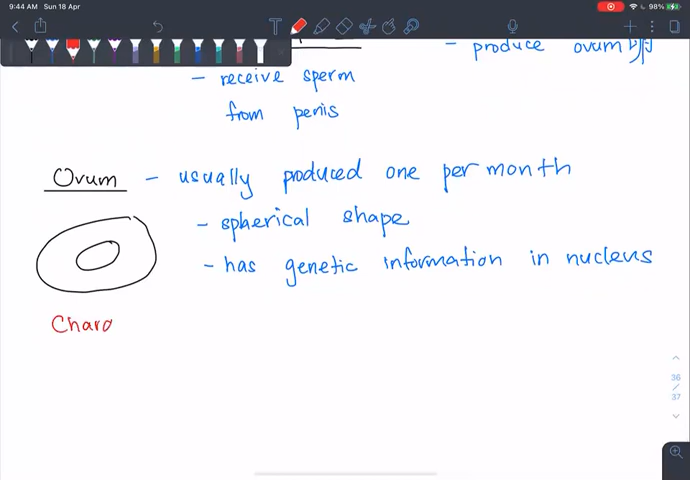 9:44 AM Sun 18 Apr
98%
- produce ovum 卵
- receive sperm
from penis
Ovum - usually produced one per month
- spherical shape
- has genetic information in nucleus
Chara
36
/
37